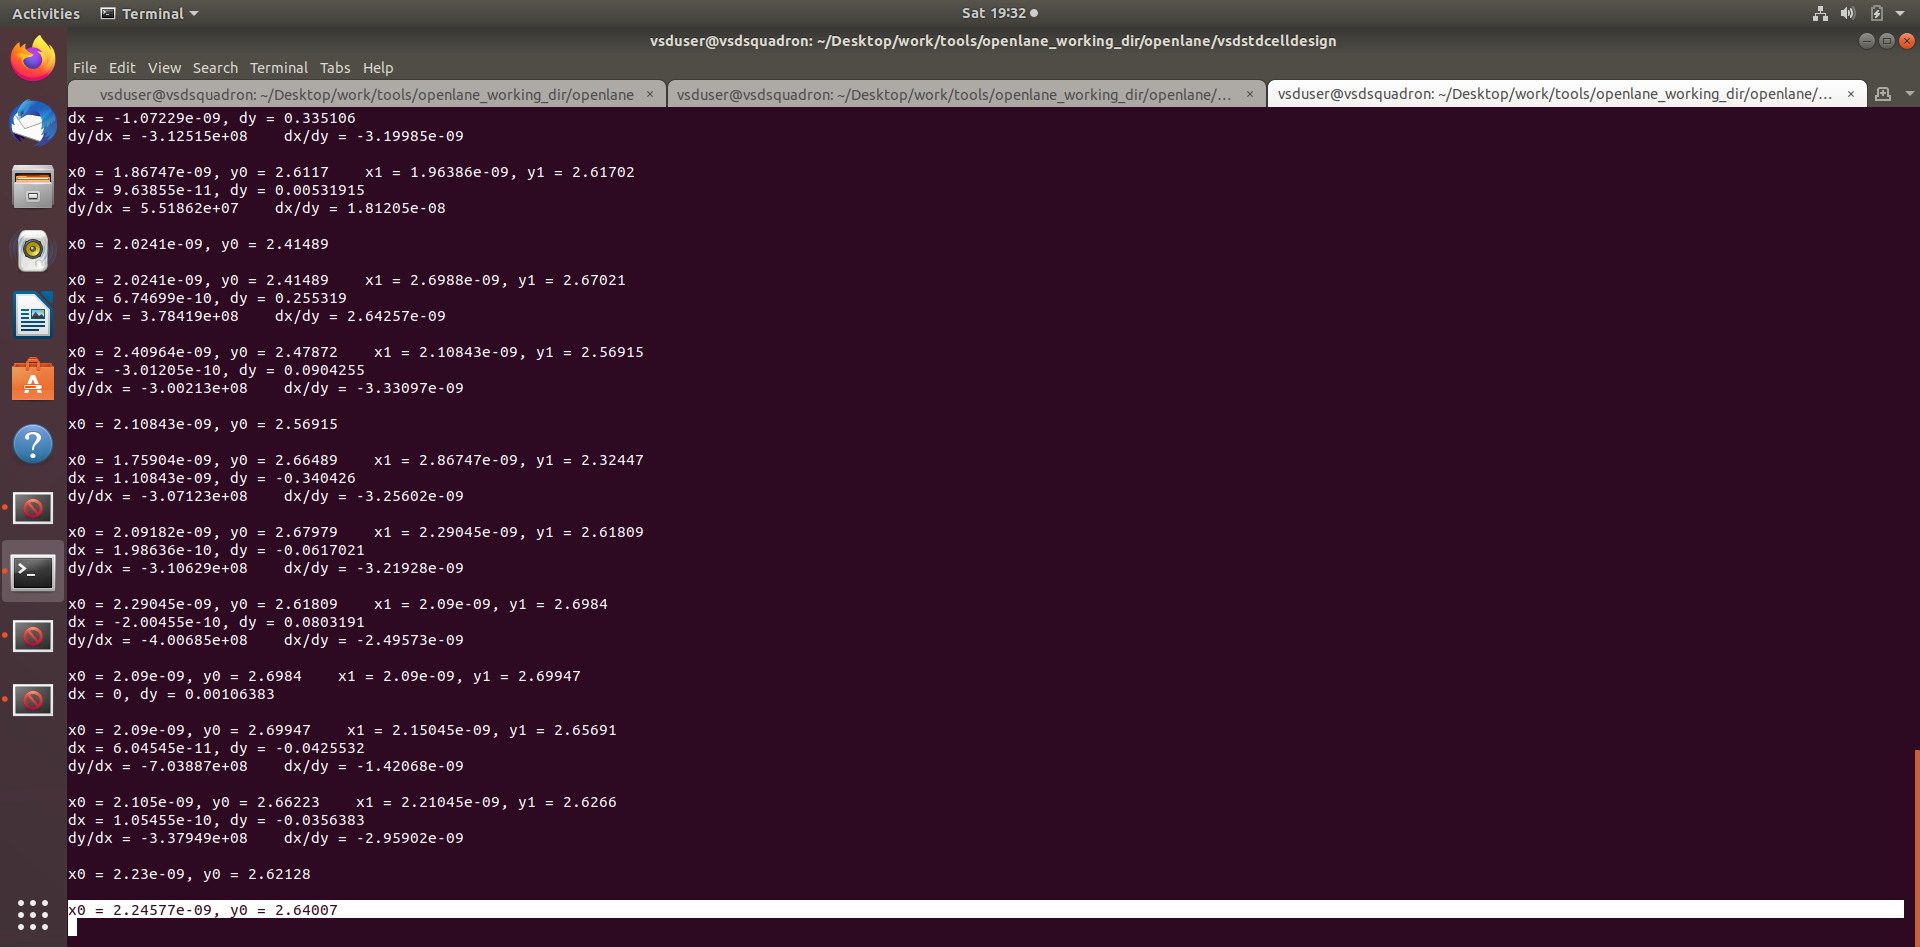 Activities Terminal Sat 19:32
vsduser@vsdsquadron: ~/Desktop/work/tools/openlane_working_dir/openlane/vsdstdcelldesign
File Edit View Search Terminal Tabs Help
vsduser@vsdsquadron: ~/Desktop/work/tools/openlane_working_dir/openlane × vsduser@vsdsquadron: ~/Desktop/work/tools/openlane_working_dir/openlane/... × vsduser@vsdsquadron: ~/Desktop/work/tools/openlane_working_dir/openlane/... ×
dx = -1.07229e-09, dy = 0.335106
dy/dx = -3.12515e+08    dx/dy = -3.19985e-09
x0 = 1.86747e-09, y0 = 2.6117    x1 = 1.96386e-09, y1 = 2.61702
dx = 9.63855e-11, dy = 0.00531915
dy/dx = 5.51862e+07    dx/dy = 1.81205e-08
x0 = 2.0241e-09, y0 = 2.41489
x0 = 2.0241e-09, y0 = 2.41489    x1 = 2.6988e-09, y1 = 2.67021
dx = 6.74699e-10, dy = 0.255319
dy/dx = 3.78419e+08    dx/dy = 2.64257e-09
x0 = 2.40964e-09, y0 = 2.47872    x1 = 2.10843e-09, y1 = 2.56915
dx = -3.01205e-10, dy = 0.0904255
dy/dx = -3.00213e+08    dx/dy = -3.33097e-09
x0 = 2.10843e-09, y0 = 2.56915
x0 = 1.75904e-09, y0 = 2.66489    x1 = 2.86747e-09, y1 = 2.32447
dx = 1.10843e-09, dy = -0.340426
dy/dx = -3.07123e+08    dx/dy = -3.25602e-09
x0 = 2.09182e-09, y0 = 2.67979    x1 = 2.29045e-09, y1 = 2.61809
dx = 1.98636e-10, dy = -0.0617021
dy/dx = -3.10629e+08    dx/dy = -3.21928e-09
x0 = 2.29045e-09, y0 = 2.61809    x1 = 2.09e-09, y1 = 2.6984
dx = -2.00455e-10, dy = 0.0803191
dy/dx = -4.00685e+08    dx/dy = -2.49573e-09
x0 = 2.09e-09, y0 = 2.6984    x1 = 2.09e-09, y1 = 2.69947
dx = 0, dy = 0.00106383
x0 = 2.09e-09, y0 = 2.69947    x1 = 2.15045e-09, y1 = 2.65691
dx = 6.04545e-11, dy = -0.0425532
dy/dx = -7.03887e+08    dx/dy = -1.42068e-09
x0 = 2.105e-09, y0 = 2.66223    x1 = 2.21045e-09, y1 = 2.6266
dx = 1.05455e-10, dy = -0.0356383
dy/dx = -3.37949e+08    dx/dy = -2.95902e-09
x0 = 2.23e-09, y0 = 2.62128
x0 = 2.24577e-09, y0 = 2.64007